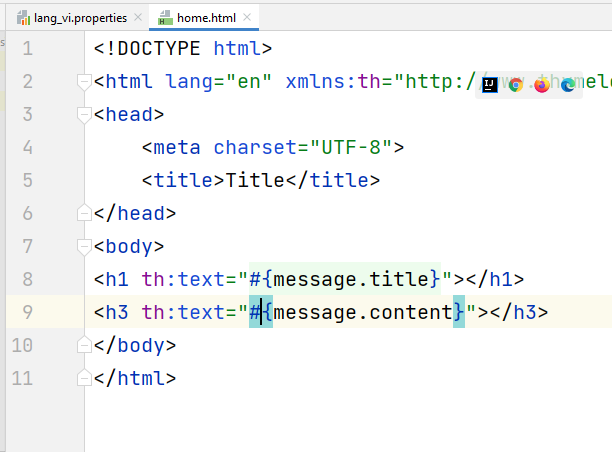 lang_vi.properties home.html
1 <!DOCTYPE html>
2 <html lang="en" xmlns:th="http:/
3 <head>
4 <meta charset="UTF-8">
5 <title>Title</title>
6 </head>
7 <body>
8 <h1 th:text="#{message.title}"></h1>
9 <h3 th:text="#{message.content}"></h3>
10 </body>
11 </html>